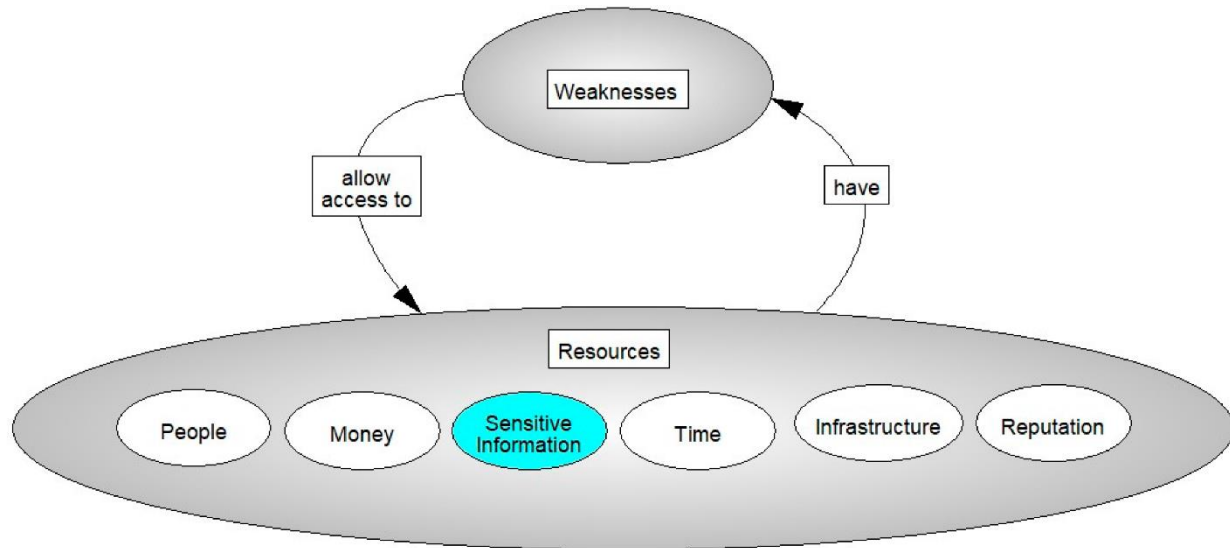 Weaknesses
allow
access to
have
Resources
People
Money
Sensitive
Information
Time
Infrastructure
Reputation